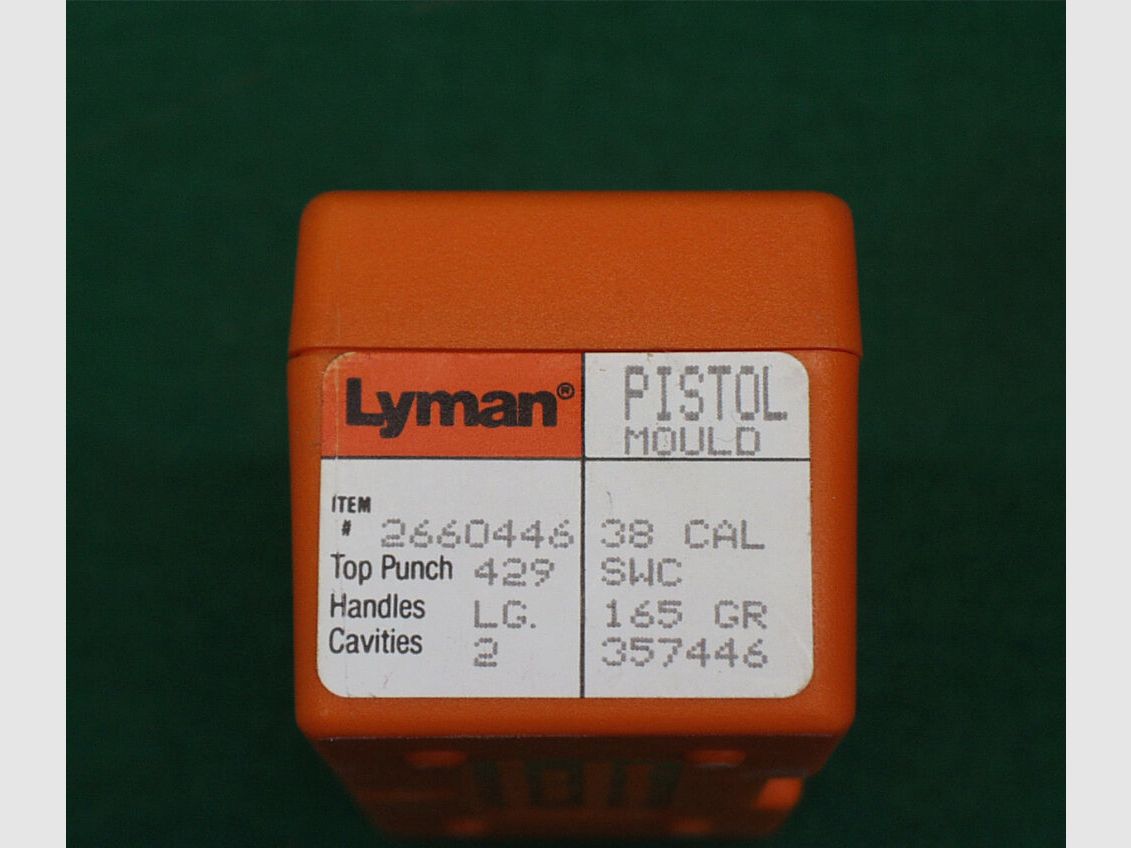 Lyman®
PISTOL
MOULD
ITEM
# 2660446
Top Punch 429
Handles LG.
Cavities 2
38 CAL
SWC
165 GR
357446